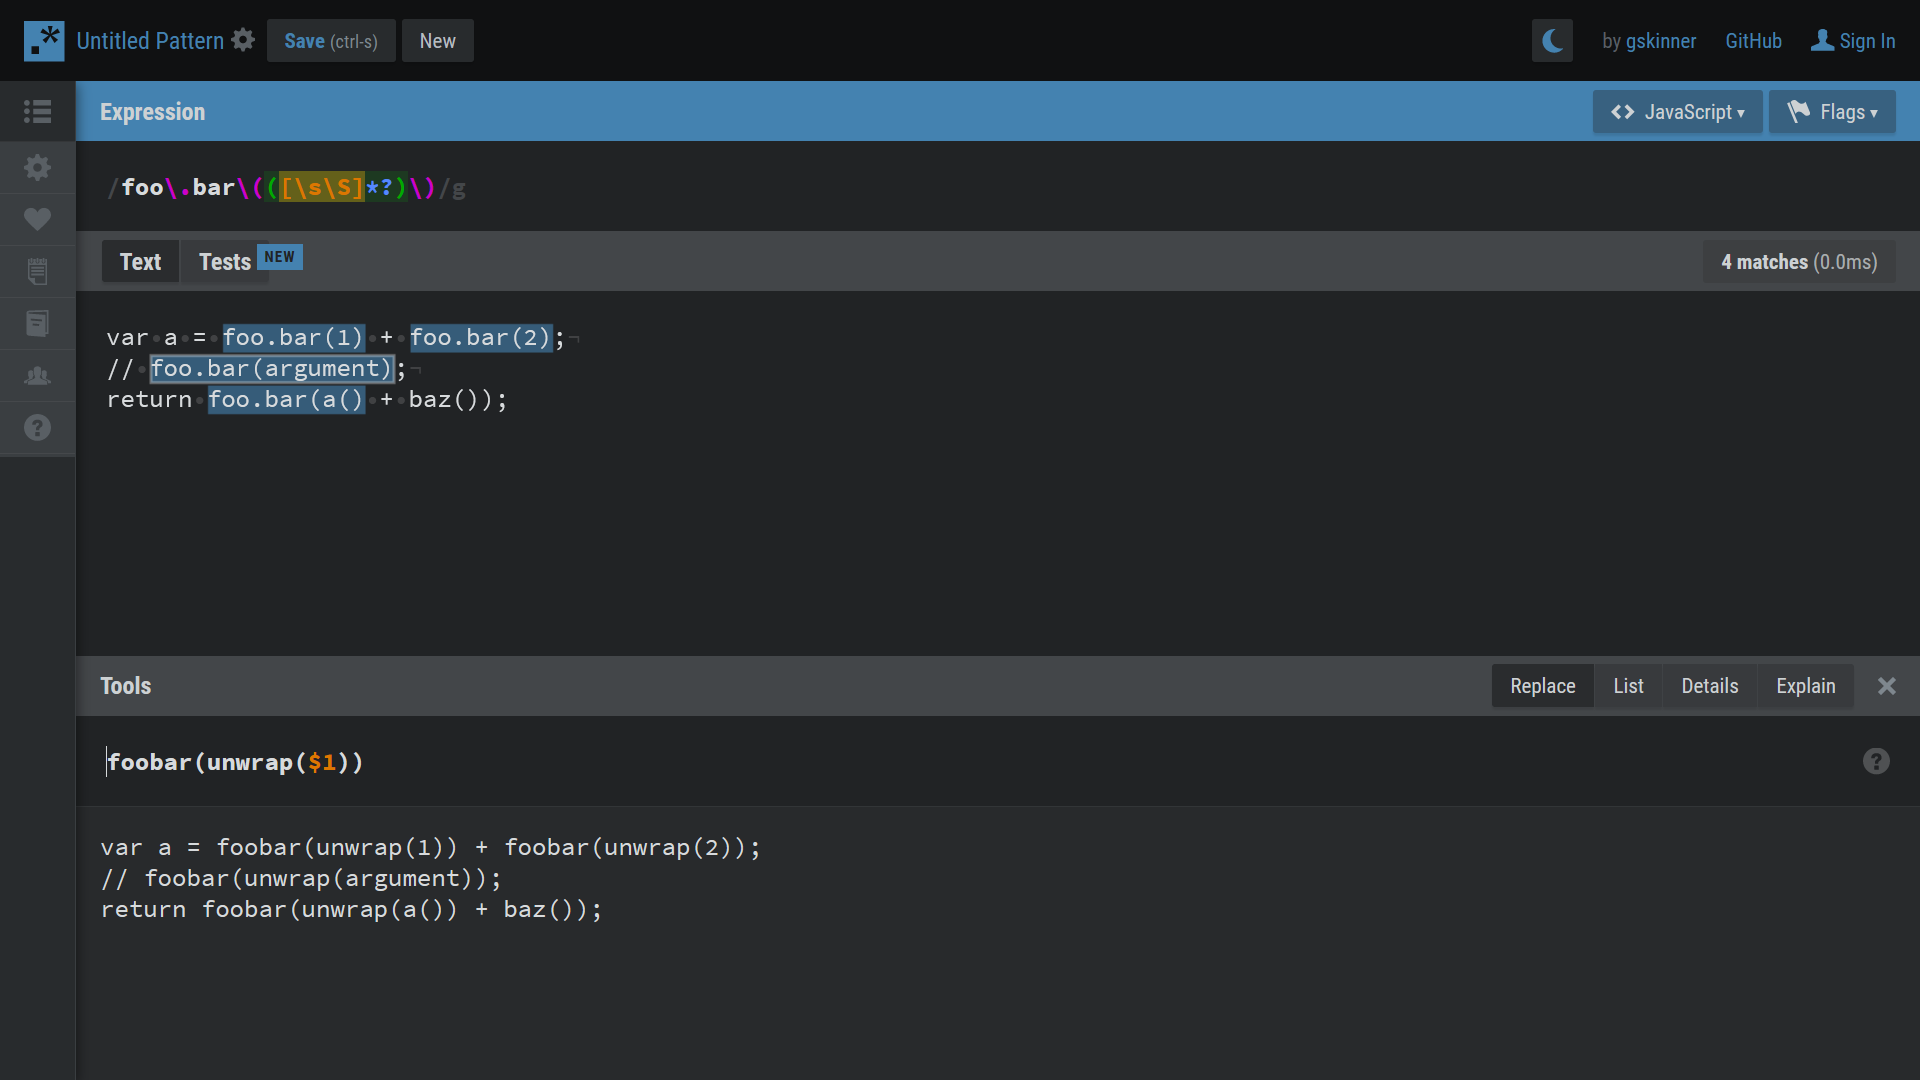 .* Untitled Pattern Save (ctrl-s) New by gskinner GitHub Sign In
Expression <> JavaScript ▾ Flags ▾
/foo\.bar\(([\s\S]*?)\)/g
Text Tests NEW 4 matches (0.0ms)
var·a·=·foo.bar(1)·+·foo.bar(2);¬
//·foo.bar(argument);¬
return·foo.bar(a()·+·baz());
Tools Replace List Details Explain ×
foobar(unwrap($1)) ?
var a = foobar(unwrap(1)) + foobar(unwrap(2));
// foobar(unwrap(argument));
return foobar(unwrap(a()) + baz());